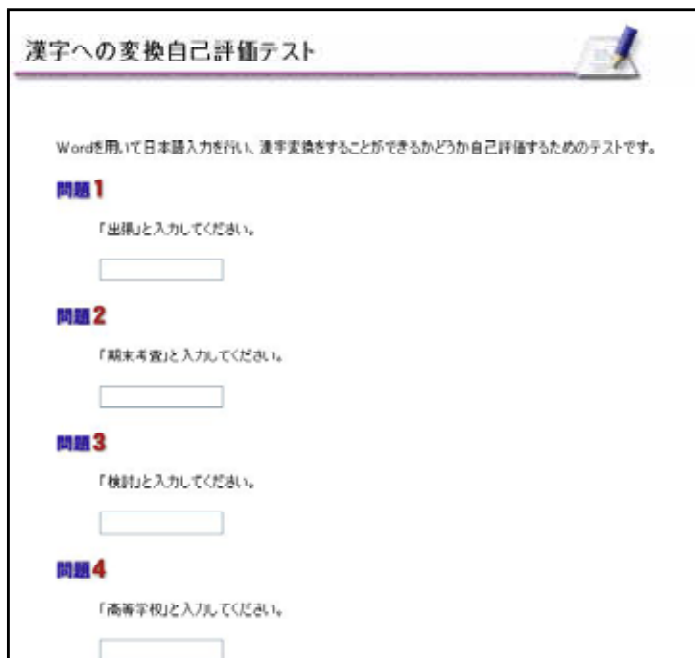 漢字への変換自己評価テスト
Wordを用いて日本語入力を行い、漢字変換をすることができるかどうか自己評価するためのテストです。
問題1
「出張」と入力してください。
問題2
「期末考査」と入力してください。
問題3
「検討」と入力してください。
問題4
「高等学校」と入力してください。